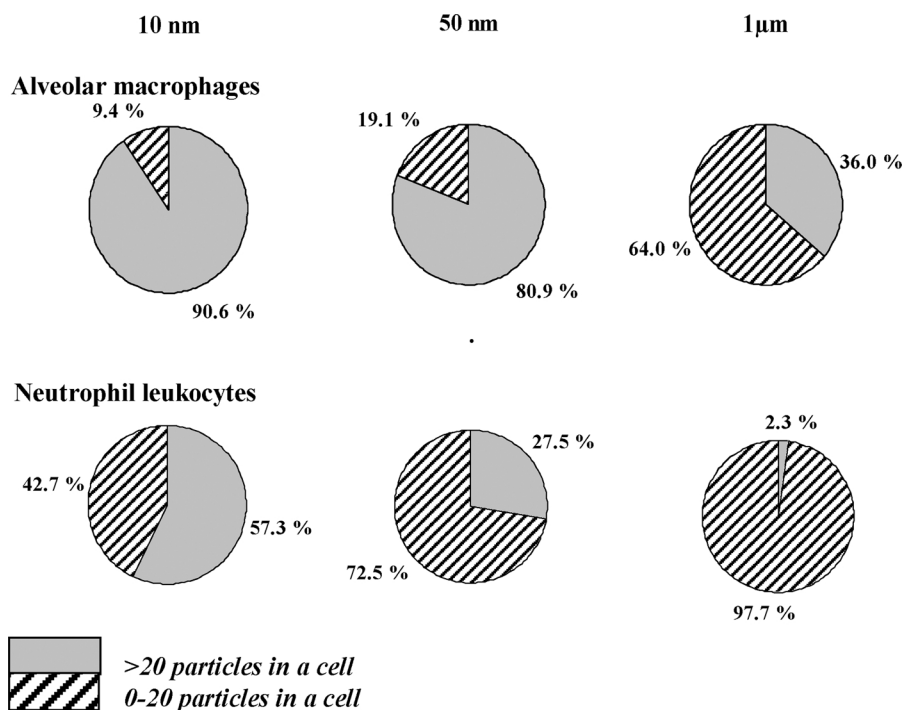 10 nm 50 nm 1µm
Alveolar macrophages
9.4 %
90.6 %
19.1 %
80.9 %
36.0 %
64.0 %
.
Neutrophil leukocytes
42.7 %
57.3 %
27.5 %
72.5 %
2.3 %
97.7 %
>20 particles in a cell
0-20 particles in a cell